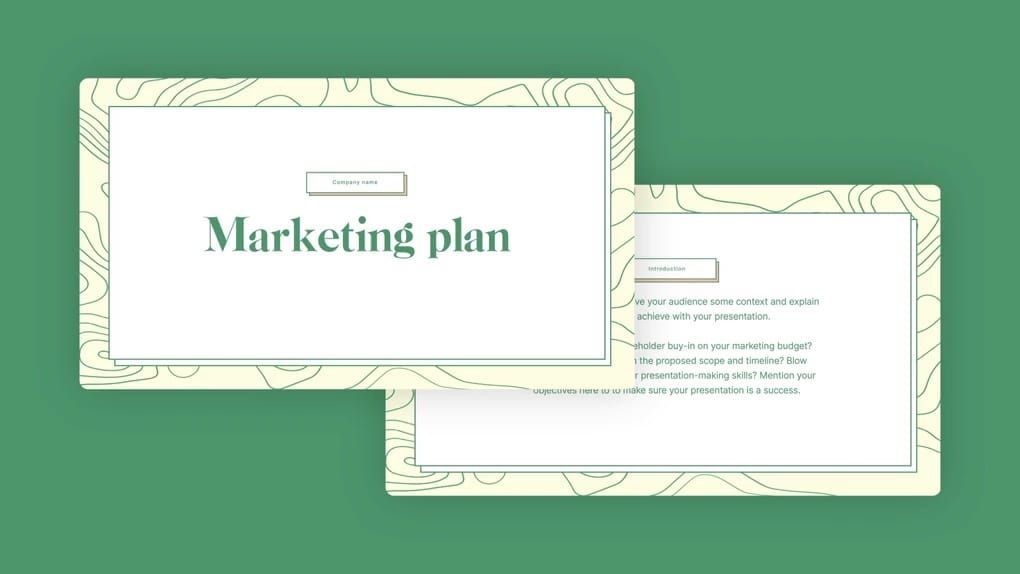 Company name
Marketing plan
Introduction
ve your audience some context and explain
achieve with your presentation.
eholder buy-in on your marketing budget?
the proposed scope and timeline? Blow
presentation-making skills? Mention your
objectives here to to make sure your presentation is a success.